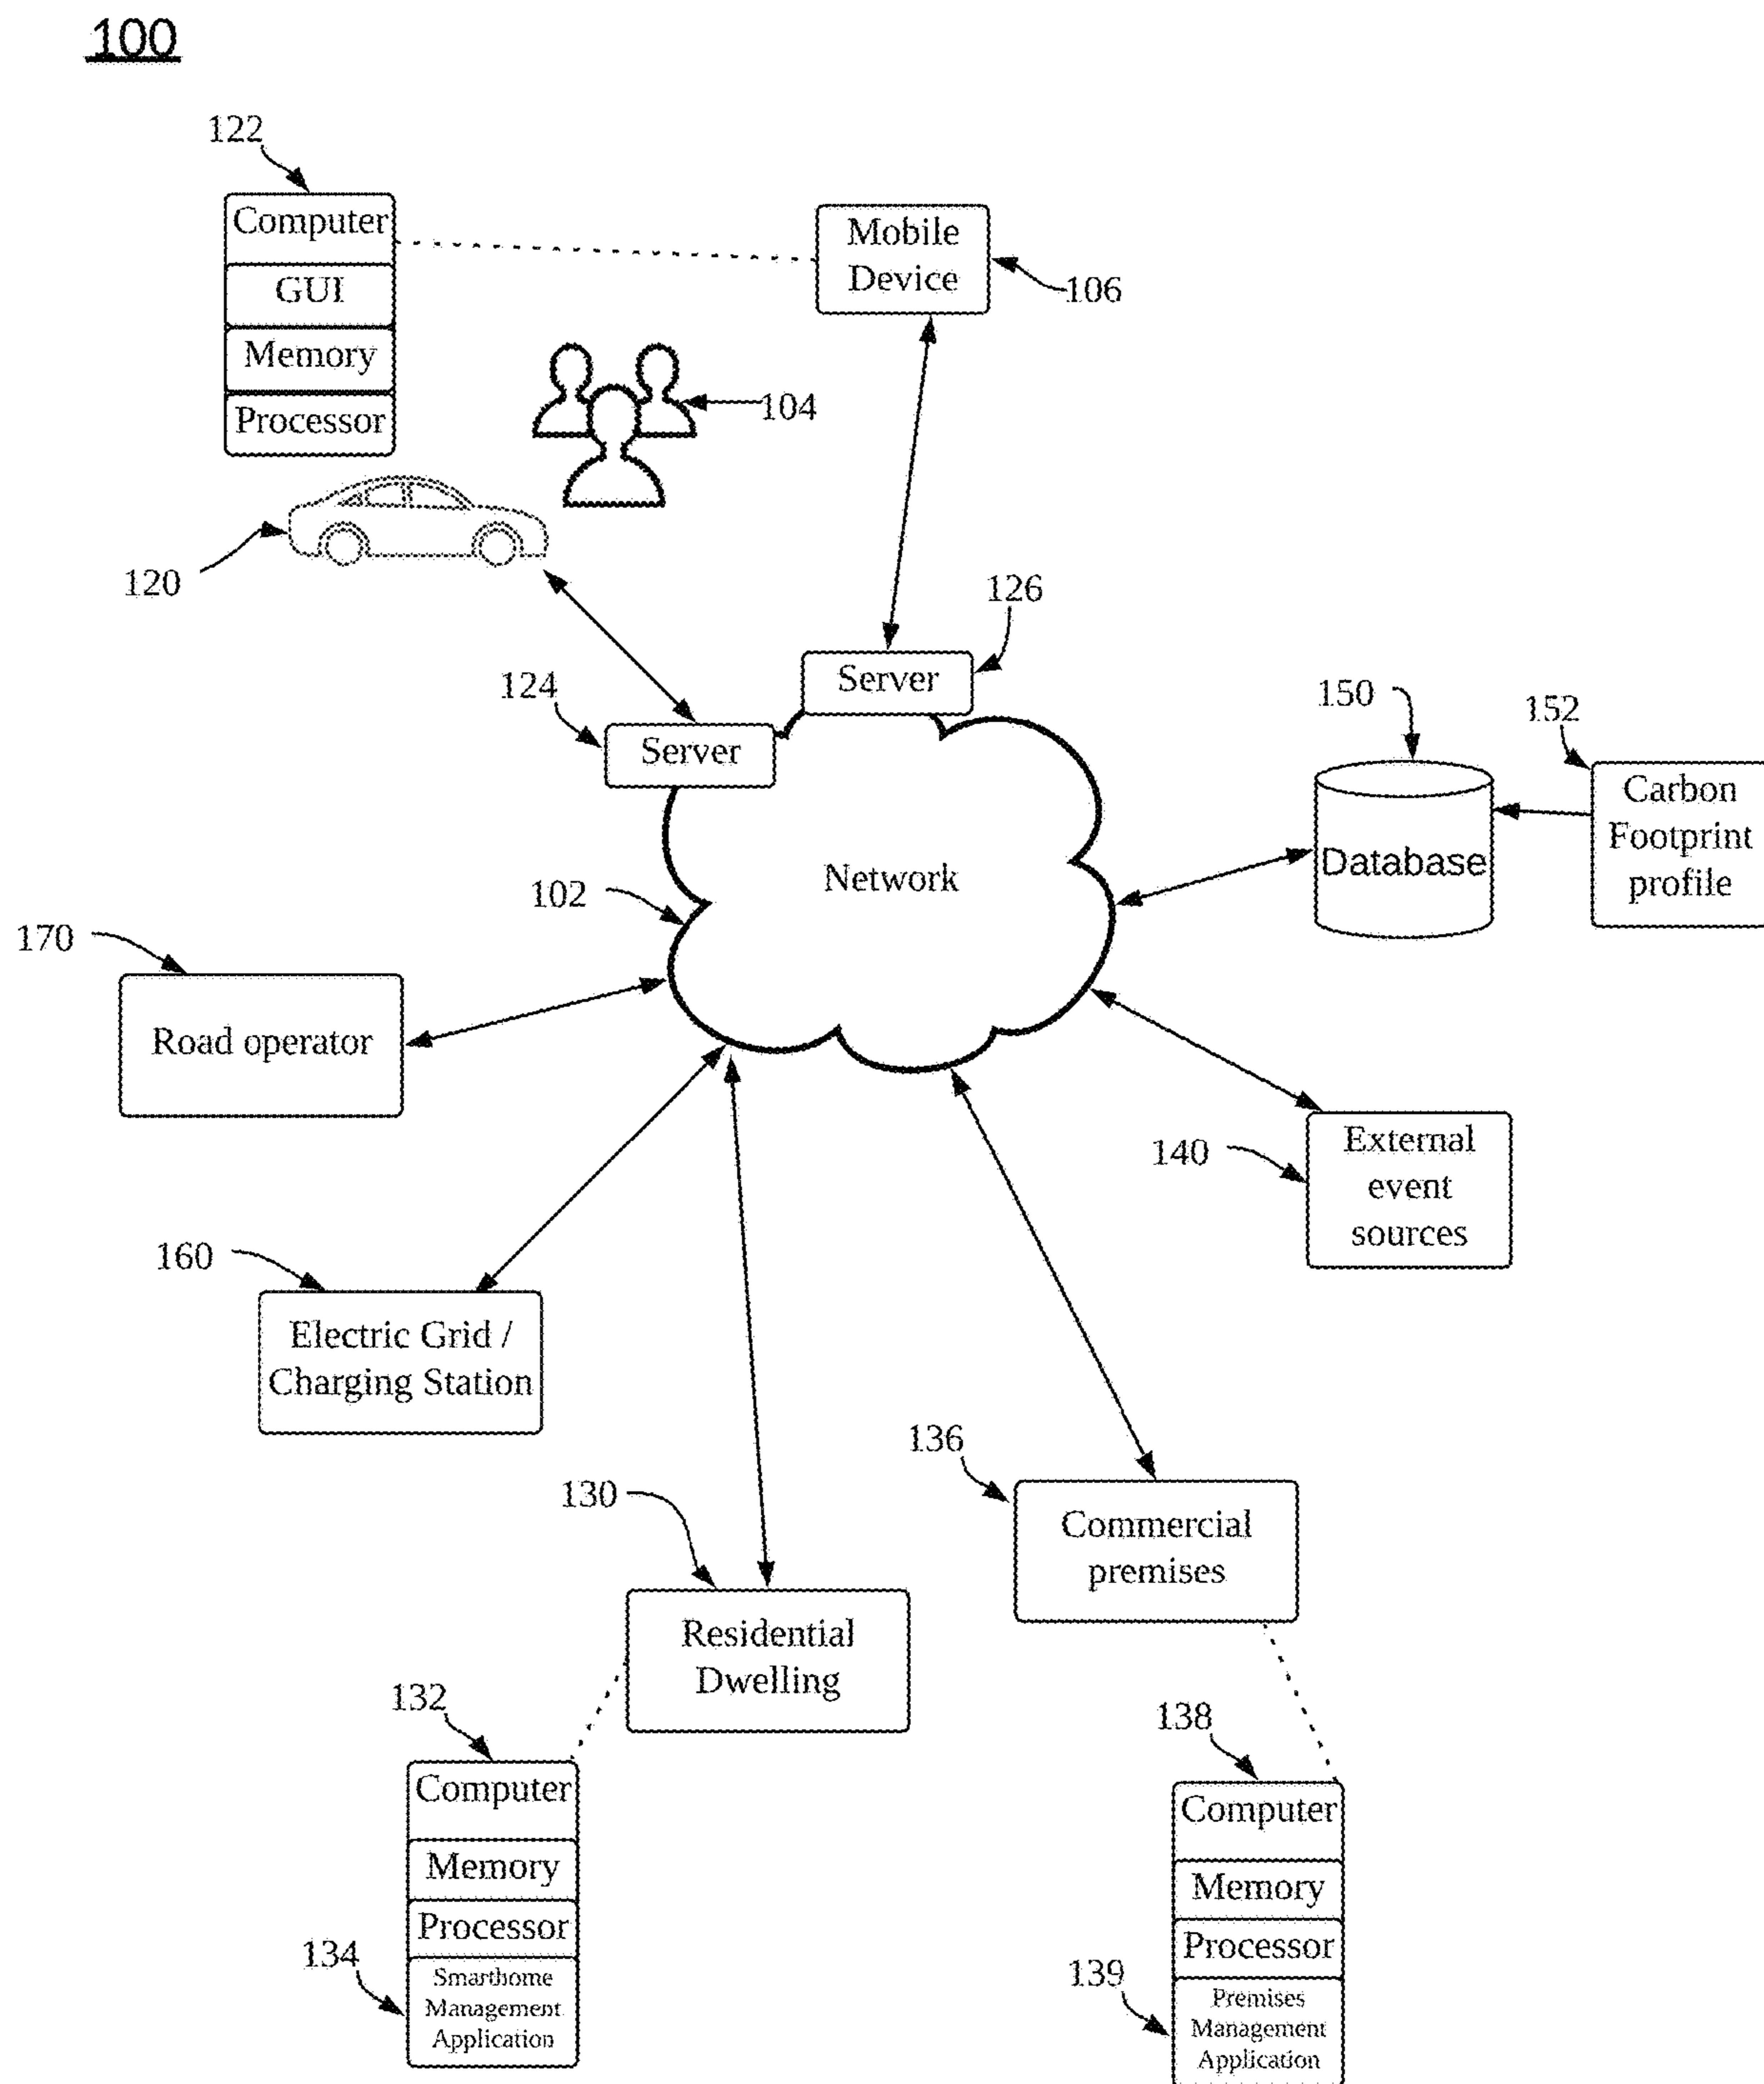 100
122
Computer
GUI
Memory
Processor
Mobile
Device
106
104
120
126
Server
124
Server
150
152
Carbon
Footprint
profile
Database
Network
102
170
Road operator
140
External
event
sources
160
Electric Grid /
Charging Station
136
Commercial
premises
130
Residential
Dwelling
132
Computer
Memory
Processor
134
Smarthome
Management
Application
138
Computer
Memory
Processor
139
Premises
Management
Application